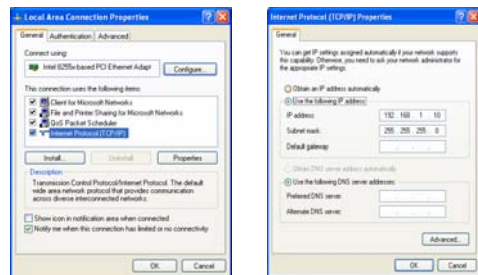 Local Area Connection Properties
General Authentication Advanced
Connect using:
Intel 8255x-based PCI Ethernet Adapt
Configure...
This connection uses the following items:
Client for Microsoft Networks
File and Printer Sharing for Microsoft Networks
QoS Packet Scheduler
Internet Protocol (TCP/IP)
Install... Uninstall Properties
Description
Transmission Control Protocol/Internet Protocol. The default
wide area network protocol that provides communication
across diverse interconnected networks.
Show icon in notification area when connected
Notify me when this connection has limited or no connectivity
OK Cancel
Internet Protocol (TCP/IP) Properties
General
You can get IP settings assigned automatically if your network supports
this capability. Otherwise, you need to ask your network administrator for
the appropriate IP settings.
Obtain an IP address automatically
Use the following IP address:
IP address: 192 . 168 . 1 . 10
Subnet mask: 255 . 255 . 255 . 0
Default gateway:
Obtain DNS server address automatically
Use the following DNS server addresses:
Preferred DNS server:
Alternate DNS server:
Advanced...
OK Cancel